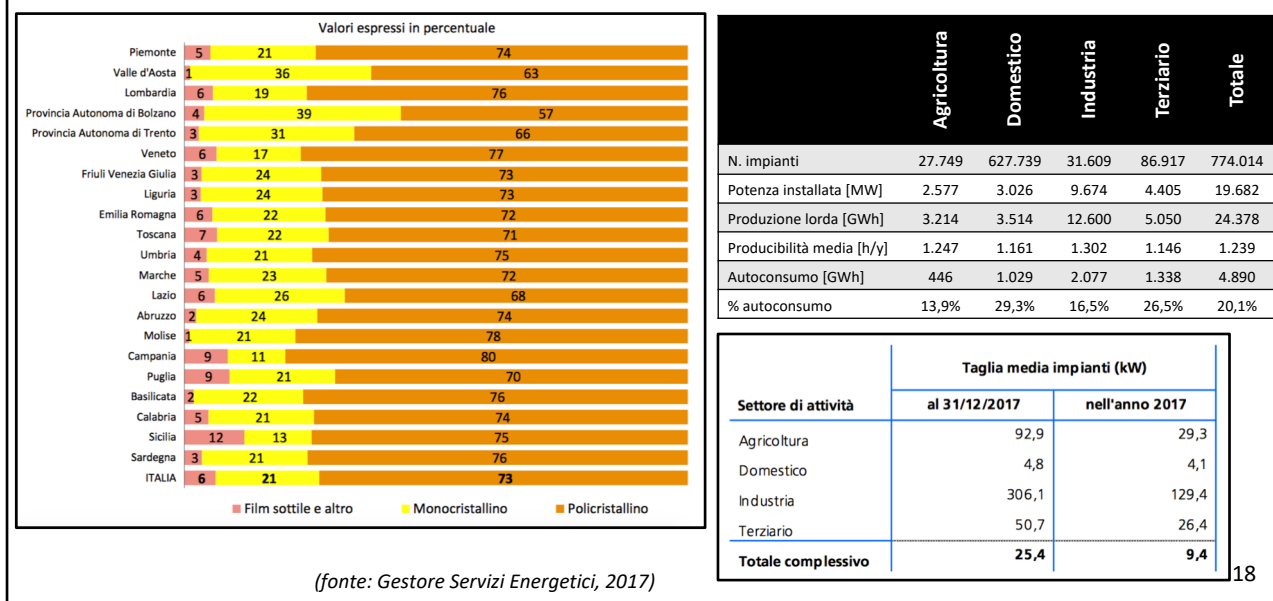 Valori espressi in percentuale
Piemonte 5 21 74
Valle d'Aosta 1 36 63
Lombardia 6 19 76
Provincia Autonoma di Bolzano 4 39 57
Provincia Autonoma di Trento 3 31 66
Veneto 6 17 77
Friuli Venezia Giulia 3 24 73
Liguria 3 24 73
Emilia Romagna 6 22 72
Toscana 7 22 71
Umbria 4 21 75
Marche 5 23 72
Lazio 6 26 68
Abruzzo 2 24 74
Molise 1 21 78
Campania 9 11 80
Puglia 9 21 70
Basilicata 2 22 76
Calabria 5 21 74
Sicilia 12 13 75
Sardegna 3 21 76
ITALIA 6 21 73
Film sottile e altro Monocristallino Policristallino
Agricoltura Domestico Industria Terziario Totale
N. impianti 27.749 627.739 31.609 86.917 774.014
Potenza installata [MW] 2.577 3.026 9.674 4.405 19.682
Produzione lorda [GWh] 3.214 3.514 12.600 5.050 24.378
Producibilità media [h/y] 1.247 1.161 1.302 1.146 1.239
Autoconsumo [GWh] 446 1.029 2.077 1.338 4.890
% autoconsumo 13,9% 29,3% 16,5% 26,5% 20,1%
Taglia media impianti (kW)
Settore di attività al 31/12/2017 nell'anno 2017
Agricoltura 92,9 29,3
Domestico 4,8 4,1
Industria 306,1 129,4
Terziario 50,7 26,4
Totale complessivo 25,4 9,4
(fonte: Gestore Servizi Energetici, 2017)
18